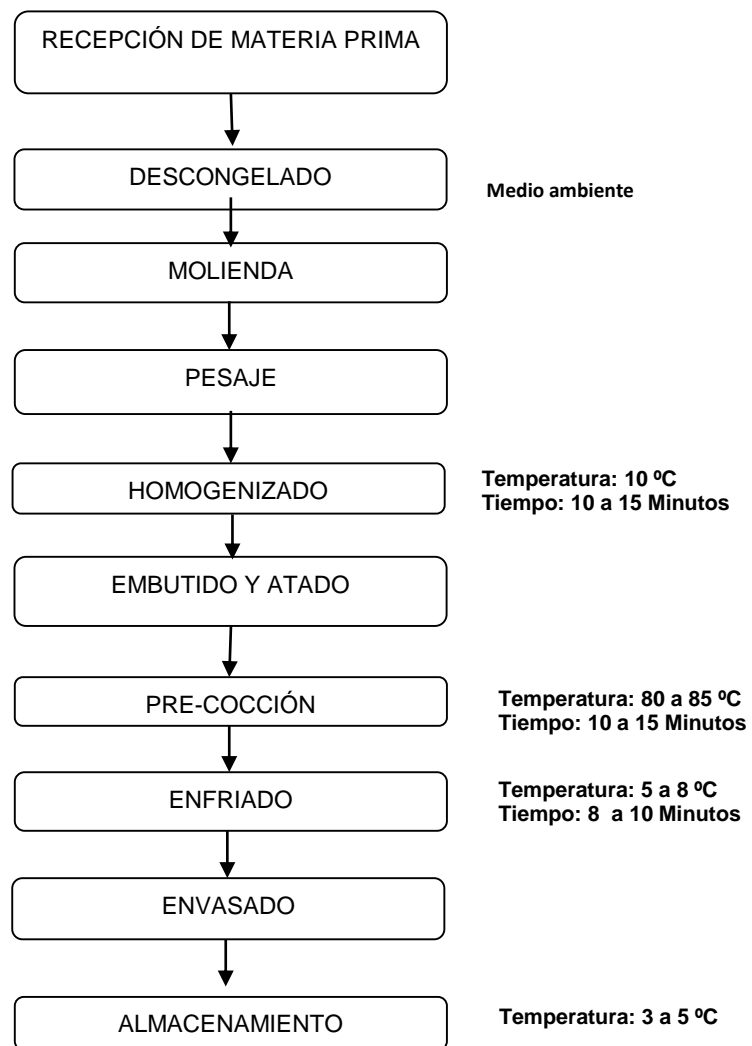 RECEPCIÓN DE MATERIA PRIMA
DESCONGELADO
Medio ambiente
MOLIENDA
PESAJE
HOMOGENIZADO
Temperatura: 10 ºC
Tiempo: 10 a 15 Minutos
EMBUTIDO Y ATADO
PRE-COCCIÓN
Temperatura: 80 a 85 ºC
Tiempo: 10 a 15 Minutos
ENFRIADO
Temperatura: 5 a 8 ºC
Tiempo: 8 a 10 Minutos
ENVASADO
ALMACENAMIENTO
Temperatura: 3 a 5 ºC